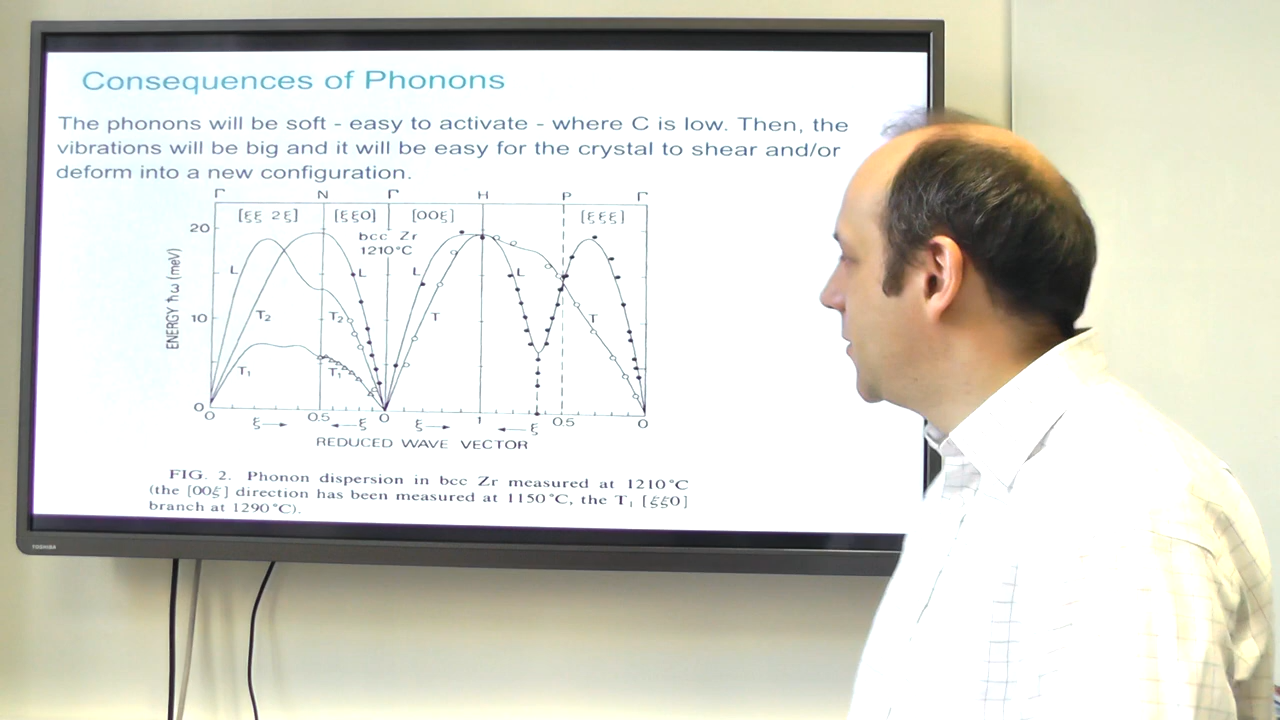 Consequences of Phonons
The phonons will be soft - easy to activate - where C is low. Then, the
vibrations will be big and it will be easy for the crystal to shear and/or
deform into a new configuration.
Γ N Γ H P Γ
[ξξ 2ξ] [ξξ0] [00ξ] [ξξξ]
20
bcc Zr
1210°C
L L L L
ENERGY ħω (meV)
10
T₂ T₂ T T
T₁ T₁
0
0 0.5 0 1 0.5 0
ξ→ ←ξ ξ→ ←ξ
REDUCED WAVE VECTOR
FIG. 2. Phonon dispersion in bcc Zr measured at 1210°C
(the [00ξ] direction has been measured at 1150°C, the T₁ [ξξ0]
branch at 1290°C).
TOSHIBA